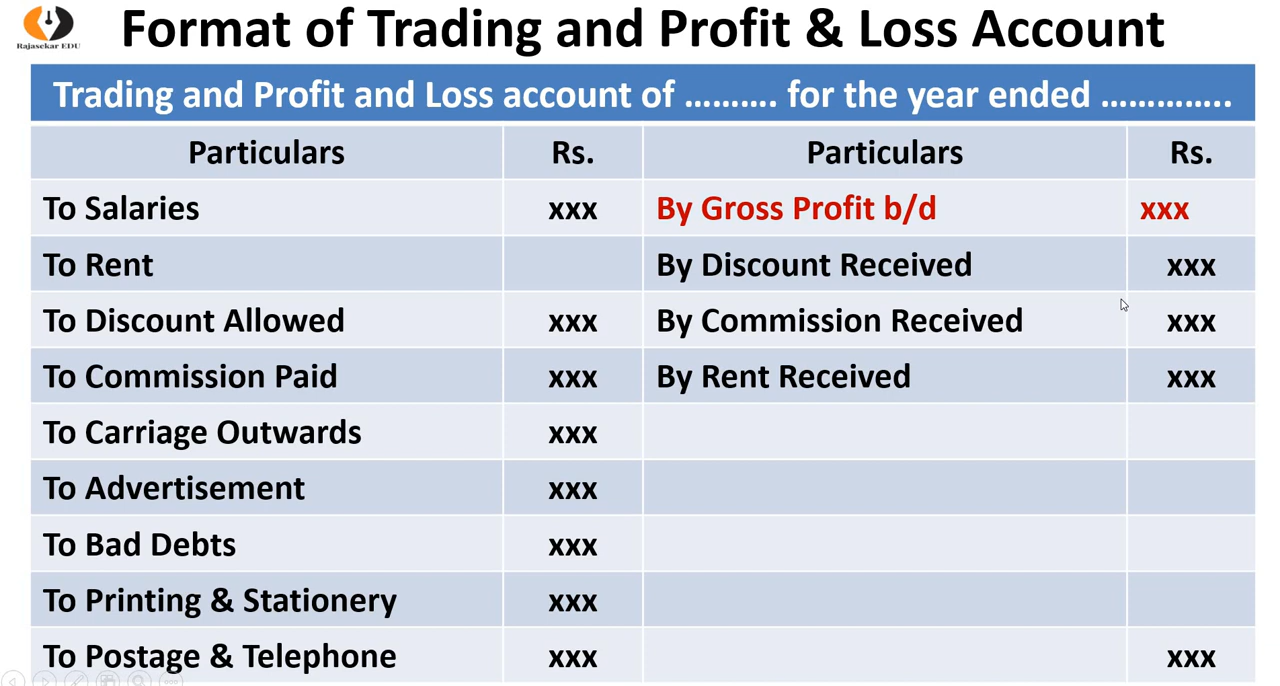 Rajasekar EDU
Format of Trading and Profit & Loss Account
Trading and Profit and Loss account of ………. for the year ended …………..
Particulars Rs. Particulars Rs.
To Salaries xxx By Gross Profit b/d xxx
To Rent By Discount Received xxx
To Discount Allowed xxx By Commission Received xxx
To Commission Paid xxx By Rent Received xxx
To Carriage Outwards xxx
To Advertisement xxx
To Bad Debts xxx
To Printing & Stationery xxx
To Postage & Telephone xxx xxx